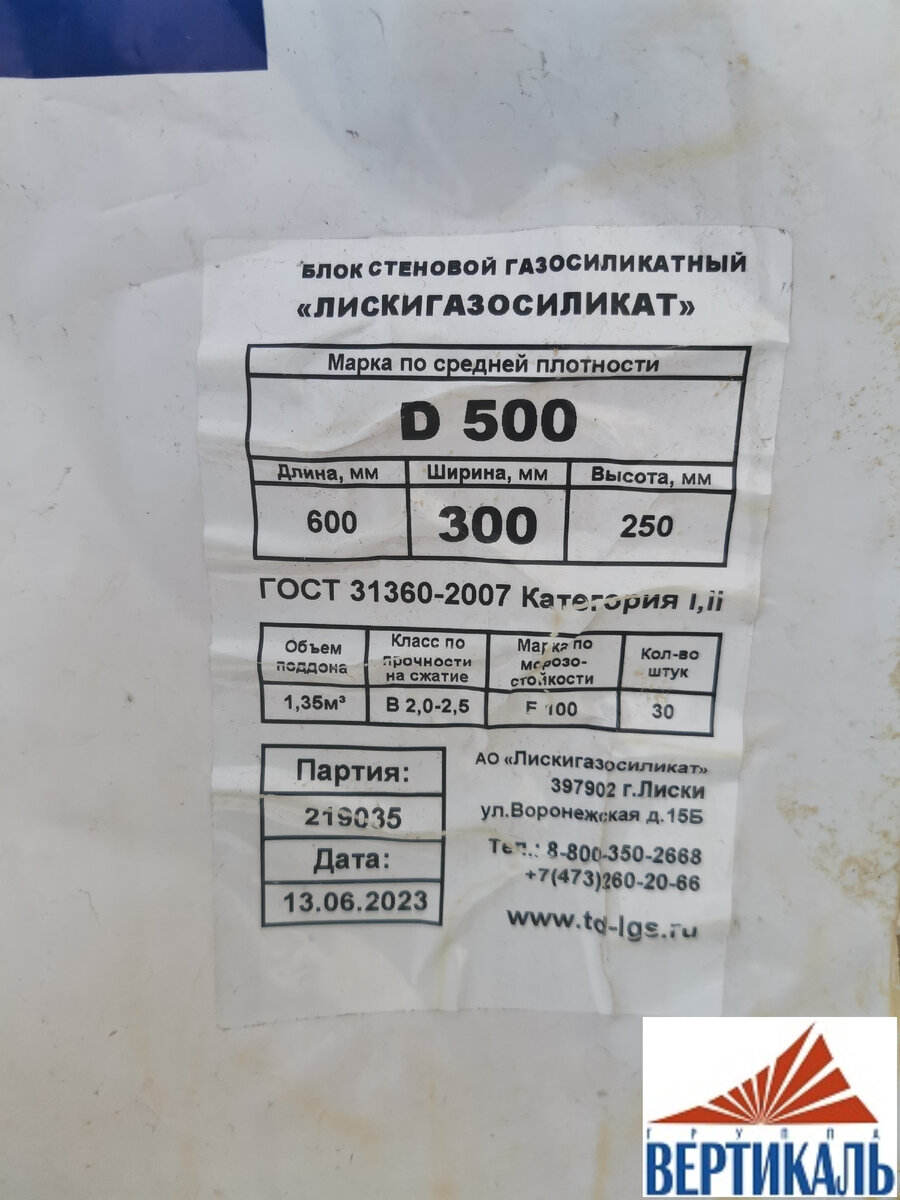 БЛОК СТЕНОВОЙ ГАЗОСИЛИКАТНЫЙ
«ЛИСКИГАЗОСИЛИКАТ»
Марка по средней плотности
D 500
Длина, мм Ширина, мм Высота, мм
600 300 250
ГОСТ 31360-2007 Категория I,ii
Объем поддона
Класс по прочности на сжатие
Марка по морозо-стойкости
Кол-во штук
1,35м³ В 2,0-2,5 F 100 30
Партия:
219035
Дата:
13.06.2023
АО «Лискигазосиликат»
397902 г.Лиски
ул.Воронежская д.15Б
Тел.: 8-800-350-2668
+7(473)260-20-66
www.td-lgs.ru
ГРУППА
ВЕРТИКАЛЬ